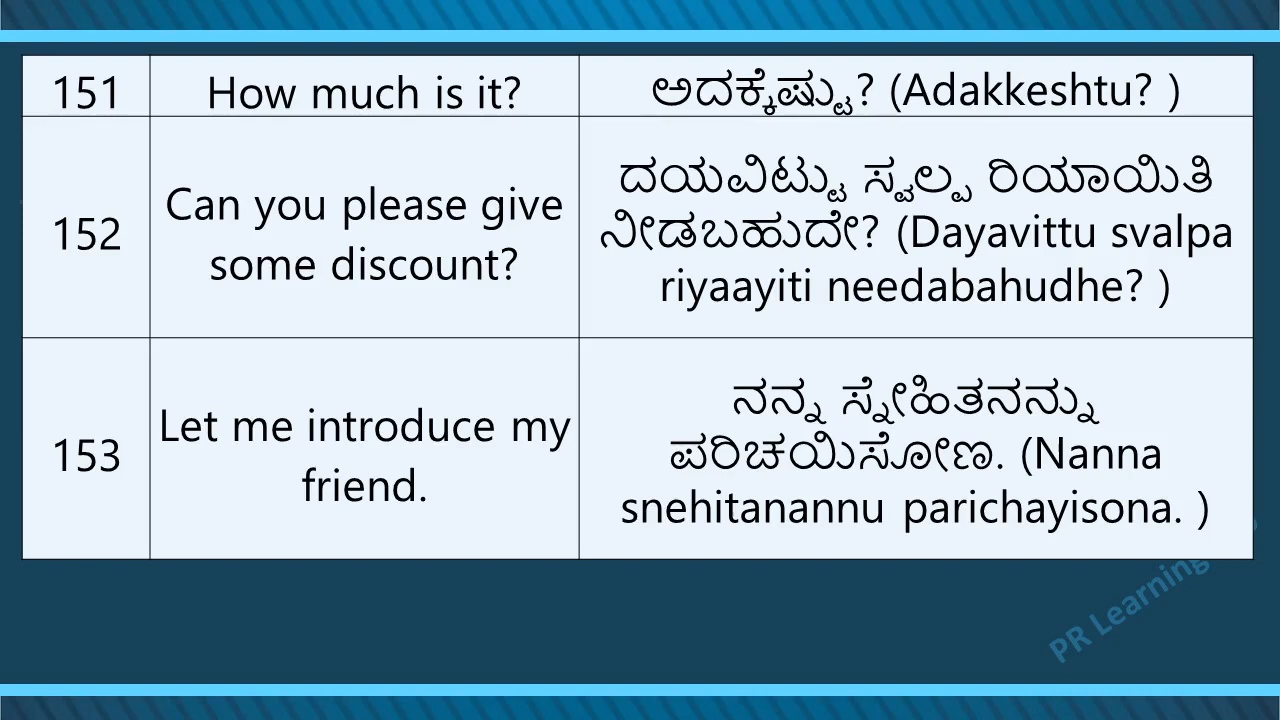 151
How much is it?
ಅದಕ್ಕೆಷ್ಟು? (Adakkeshtu? )
152
Can you please give
some discount?
ದಯವಿಟ್ಟು ಸ್ವಲ್ಪ ರಿಯಾಯಿತಿ
ನೀಡಬಹುದೇ? (Dayavittu svalpa
riyaayiti needabahudhe? )
153
Let me introduce my
friend.
ನನ್ನ ಸ್ನೇಹಿತನನ್ನು
ಪರಿಚಯಿಸೋಣ. (Nanna
snehitanannu parichayisona. )
PR Learning